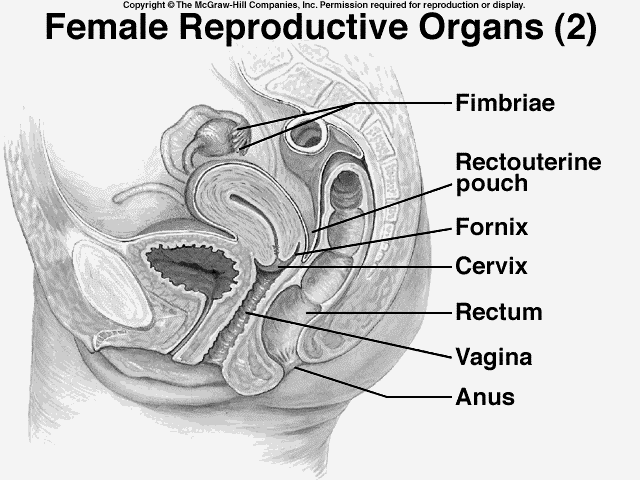 Copyright © The McGraw-Hill Companies, Inc. Permission required for reproduction or display.
Female Reproductive Organs (2)
Fimbriae
Rectouterine
pouch
Fornix
Cervix
Rectum
Vagina
Anus